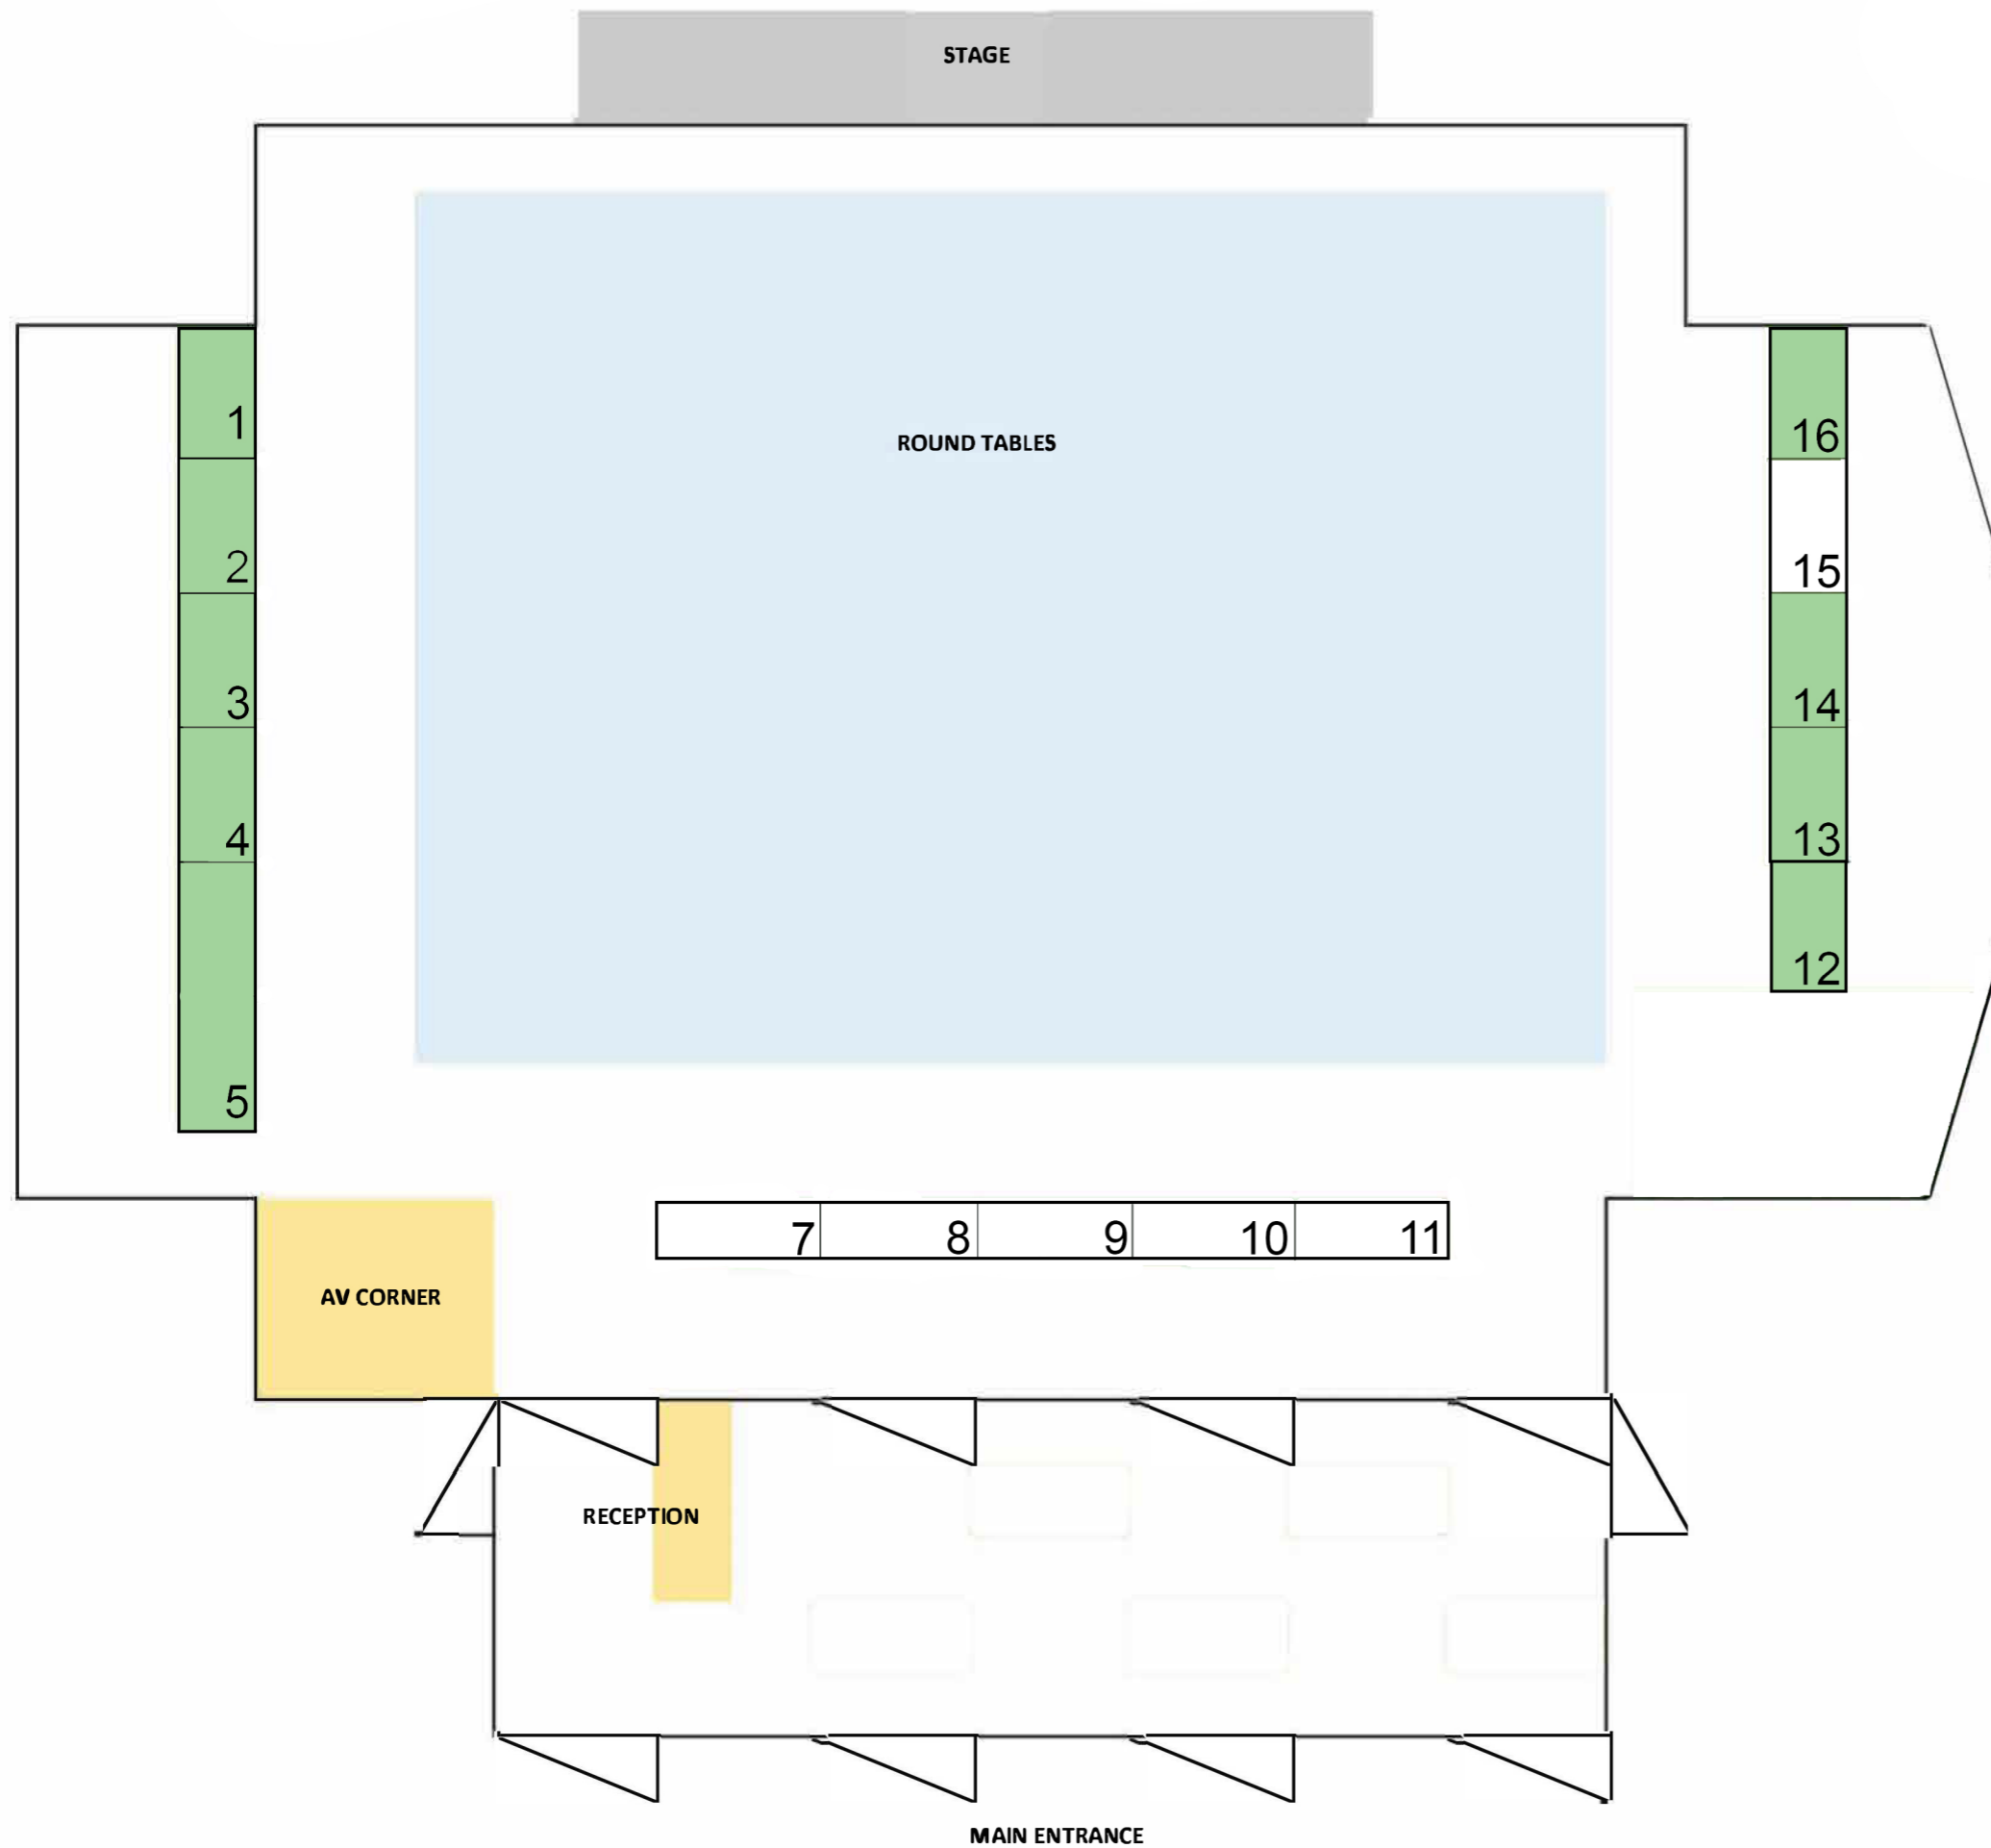 STAGE
ROUND TABLES
1
2
3
4
5
16
15
14
13
12
7 8 9 10 11
AV CORNER
RECEPTION
MAIN ENTRANCE